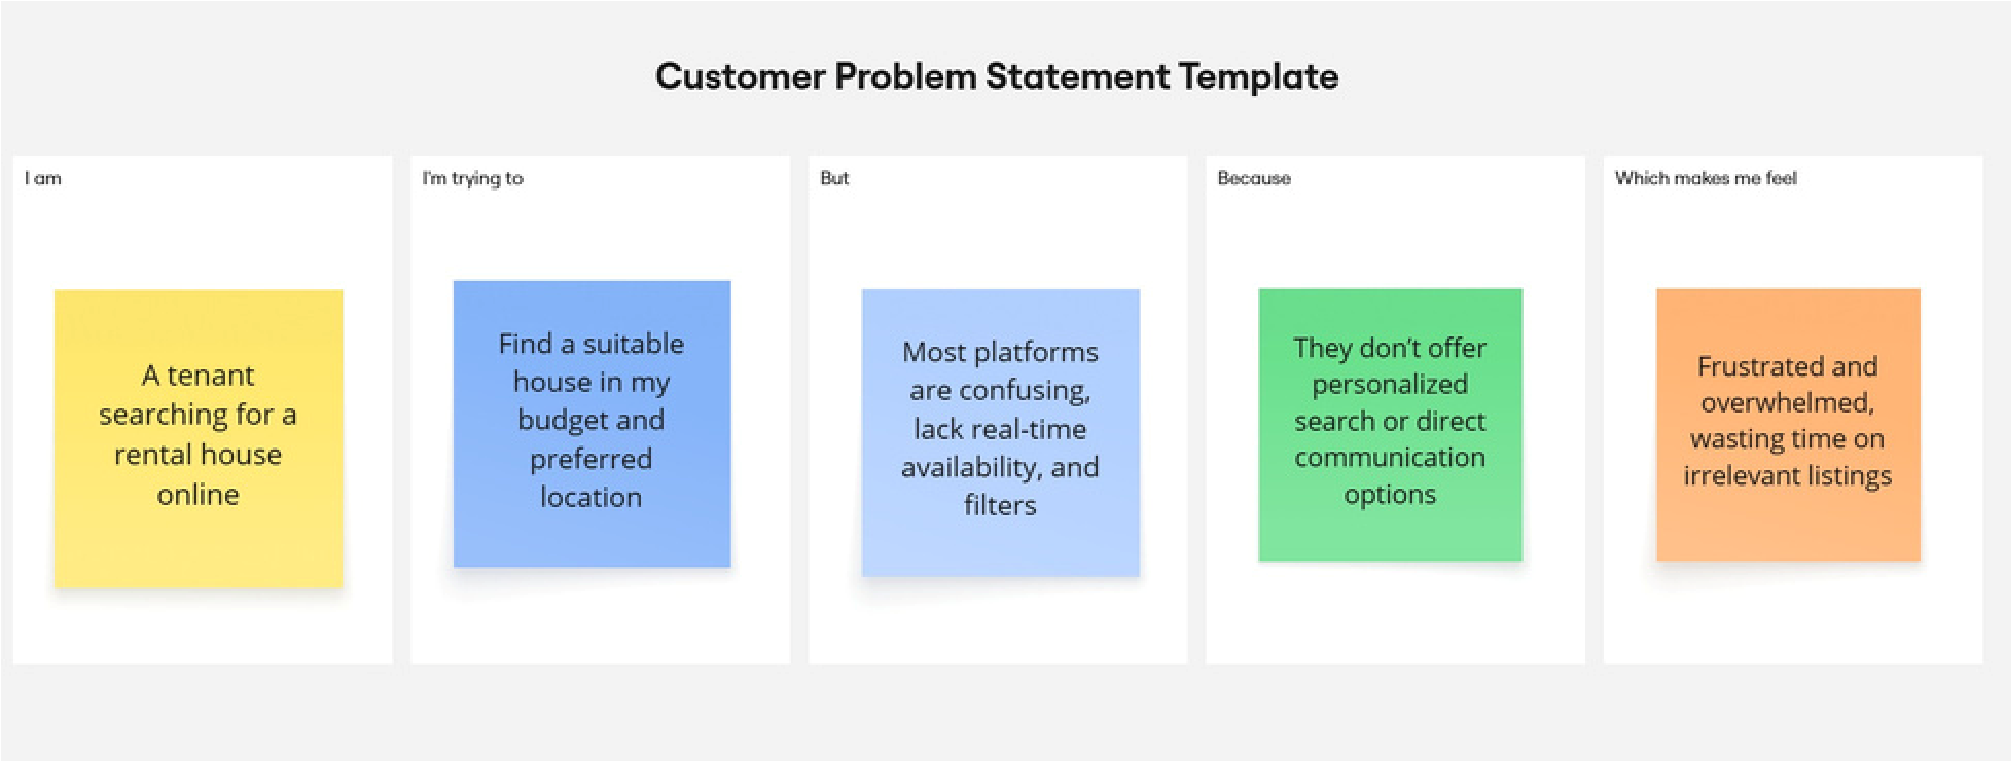 Customer Problem Statement Template
I am
A tenant
searching for a
rental house
online
I'm trying to
Find a suitable
house in my
budget and
preferred
location
But
Most platforms
are confusing,
lack real-time
availability, and
filters
Because
They don’t offer
personalized
search or direct
communication
options
Which makes me feel
Frustrated and
overwhelmed,
wasting time on
irrelevant listings